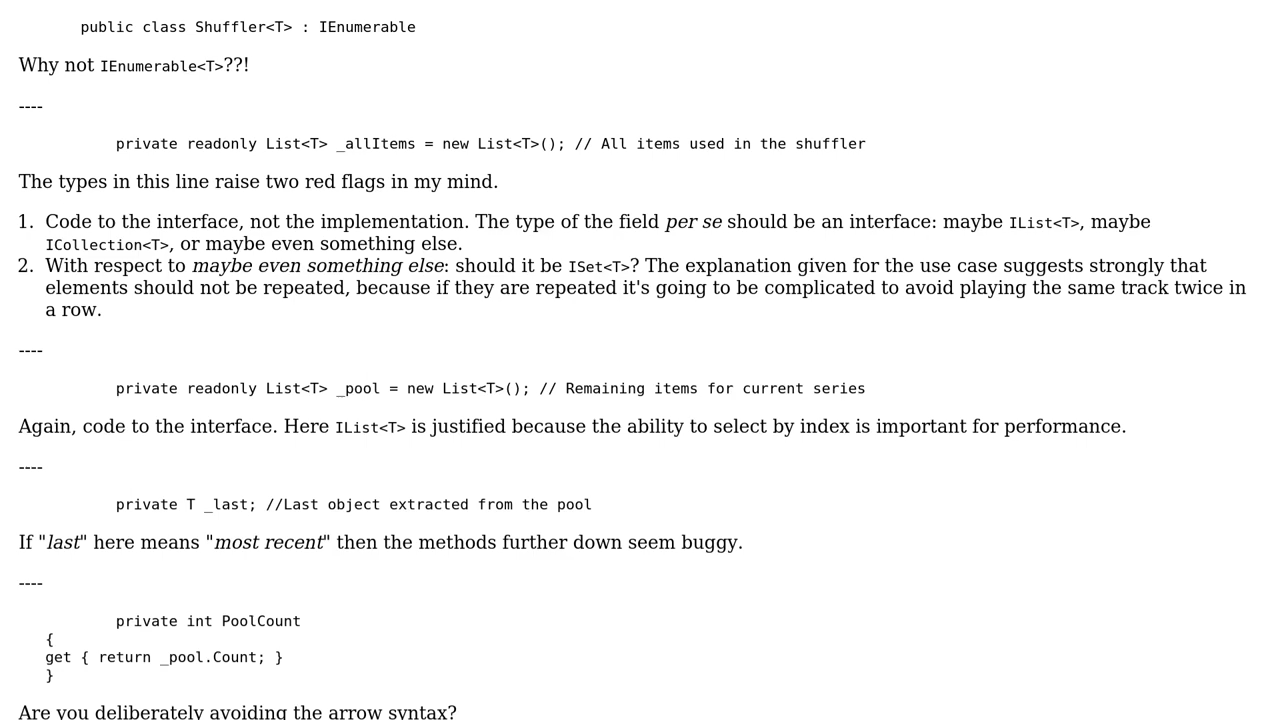 public class Shuffler<T> : IEnumerable
Why not IEnumerable<T>??!
----
private readonly List<T> _allItems = new List<T>(); // All items used in the shuffler
The types in this line raise two red flags in my mind.
1. Code to the interface, not the implementation. The type of the field per se should be an interface: maybe IList<T>, maybe
ICollection<T>, or maybe even something else.
2. With respect to maybe even something else: should it be ISet<T>? The explanation given for the use case suggests strongly that
elements should not be repeated, because if they are repeated it's going to be complicated to avoid playing the same track twice in
a row.
----
private readonly List<T> _pool = new List<T>(); // Remaining items for current series
Again, code to the interface. Here IList<T> is justified because the ability to select by index is important for performance.
----
private T _last; //Last object extracted from the pool
If "last" here means "most recent" then the methods further down seem buggy.
----
private int PoolCount
{
get { return _pool.Count; }
}
Are you deliberately avoiding the arrow syntax?